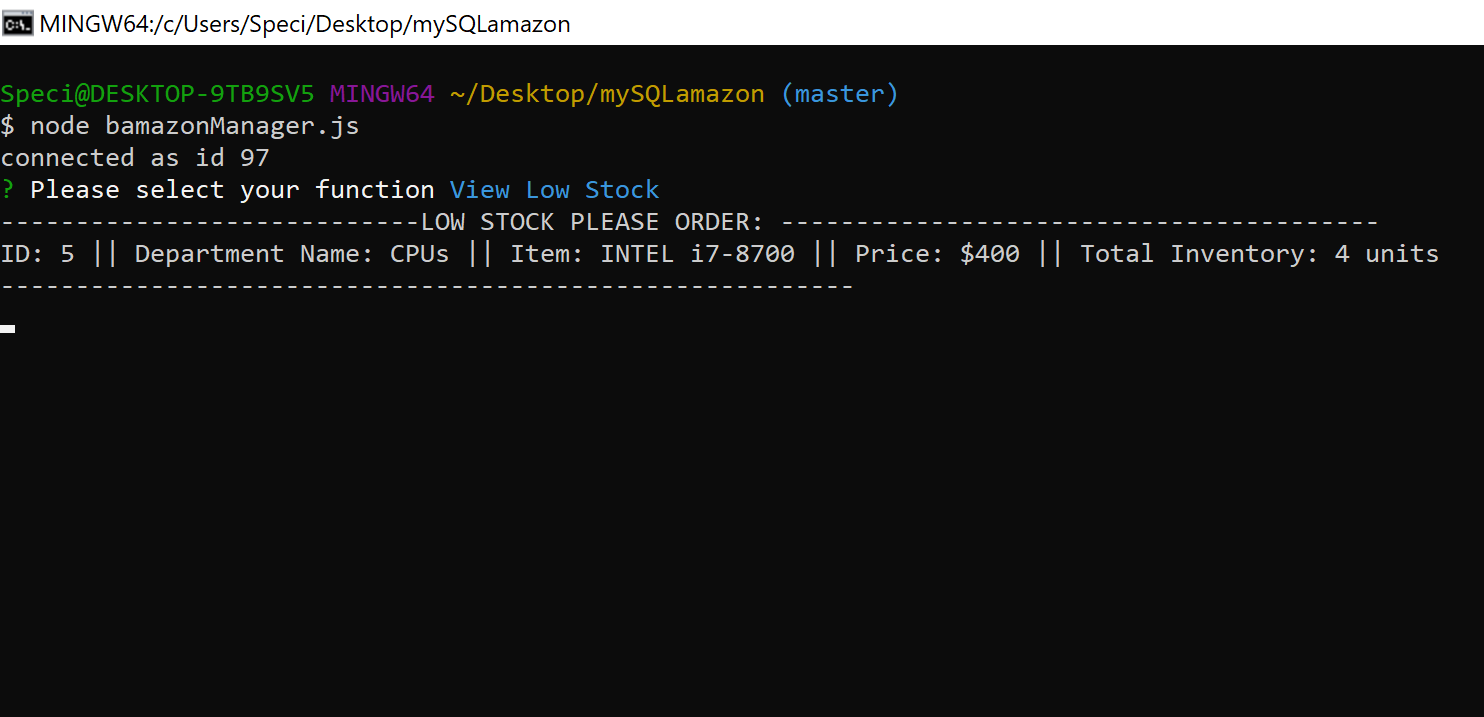 MINGW64:/c/Users/Speci/Desktop/mySQLamazon
Speci@DESKTOP-9TB9SV5 MINGW64 ~/Desktop/mySQLamazon (master)
$ node bamazonManager.js
connected as id 97
? Please select your function View Low Stock
----------------------------LOW STOCK PLEASE ORDER: ----------------------------------------
ID: 5 || Department Name: CPUs || Item: INTEL i7-8700 || Price: $400 || Total Inventory: 4 units
---------------------------------------------------------